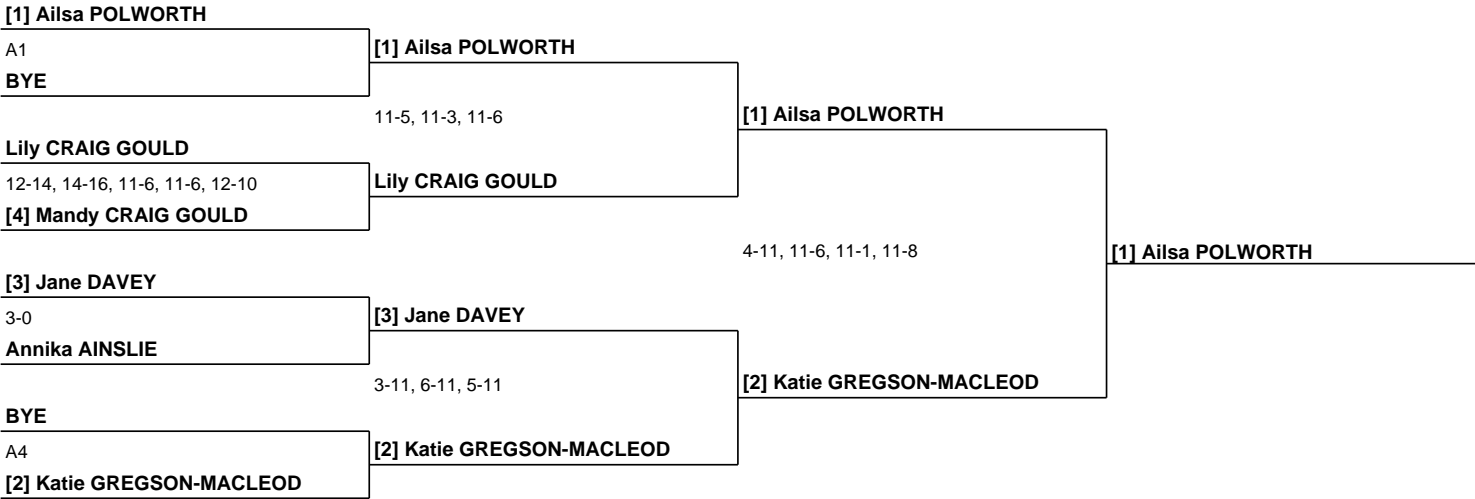 [1] Ailsa POLWORTH
A1
BYE
Lily CRAIG GOULD
12-14, 14-16, 11-6, 11-6, 12-10
[4] Mandy CRAIG GOULD
[3] Jane DAVEY
3-0
Annika AINSLIE
BYE
A4
[2] Katie GREGSON-MACLEOD
[1] Ailsa POLWORTH
11-5, 11-3, 11-6
Lily CRAIG GOULD
[3] Jane DAVEY
3-11, 6-11, 5-11
[2] Katie GREGSON-MACLEOD
[1] Ailsa POLWORTH
4-11, 11-6, 11-1, 11-8
[2] Katie GREGSON-MACLEOD
[1] Ailsa POLWORTH